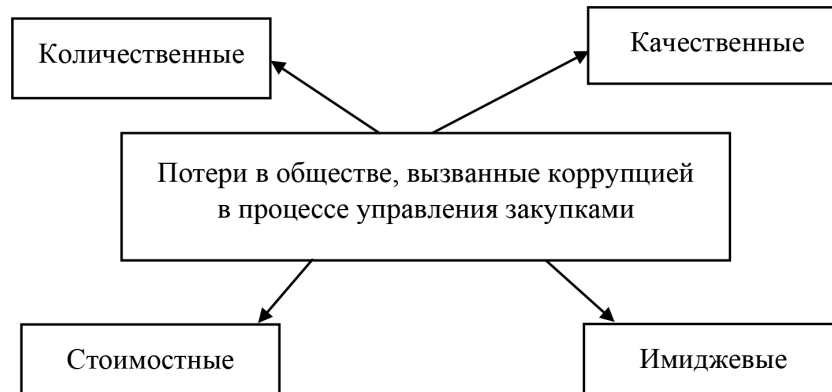 Количественные
Качественные
Потери в обществе, вызванные коррупцией
в процессе управления закупками
Стоимостные
Имиджевые